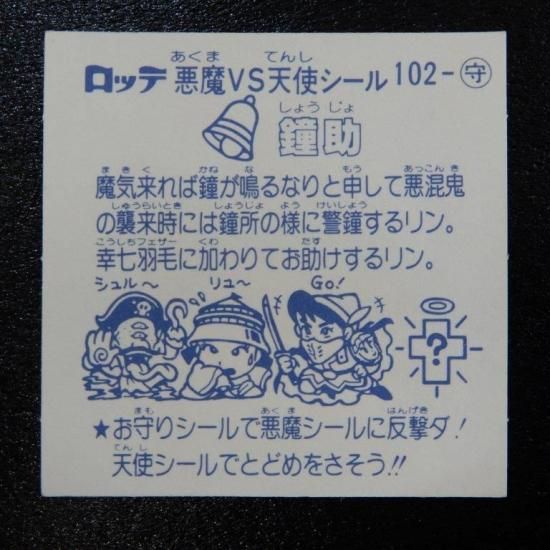 ロッテ 悪魔VS天使シール 102-守
あくま てんし
鐘助
しょうじょ
魔気来れば鐘が鳴るなりと申して悪混鬼
まきく かねな もう あっこんき
の襲来時には鐘所の様に警鐘するリン。
しゅうらいとき しょうじょ よう けいしょう
幸七羽毛に加わりてお助けするリン。
こうしちフェザー くわ たす
シュル〜 リュ〜 Go!
?
★お守りシールで悪魔シールに反撃ダ!
まも あくま はんげき
天使シールでとどめをさそう!!
てんし